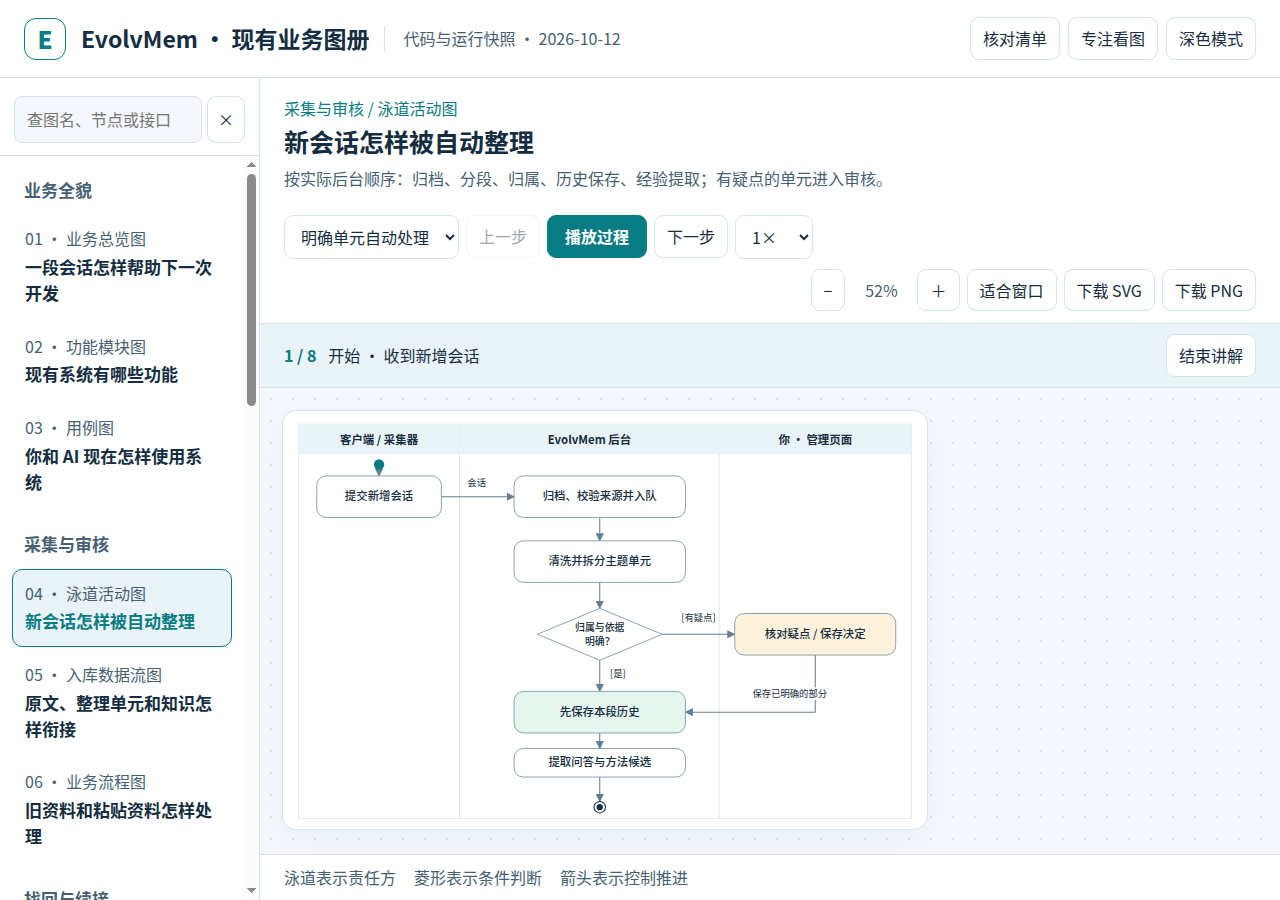 E EvolvMem · 现有业务图册 代码与运行快照 · 2026-10-12 核对清单 专注看图 深色模式
查图名、节点或接口 ×
业务全貌
01 · 业务总览图
一段会话怎样帮助下一次
开发
02 · 功能模块图
现有系统有哪些功能
03 · 用例图
你和 AI 现在怎样使用系
统
采集与审核
04 · 泳道活动图
新会话怎样被自动整理
05 · 入库数据流图
原文、整理单元和知识怎
样衔接
06 · 业务流程图
旧资料和粘贴资料怎样处
理
找回与续接
采集与审核 / 泳道活动图
新会话怎样被自动整理
按实际后台顺序：归档、分段、归属、历史保存、经验提取；有疑点的单元进入审核。
明确单元自动处理 上一步 播放过程 下一步 1×
− 52% ＋ 适合窗口 下载 SVG 下载 PNG
1 / 8 开始 · 收到新增会话 结束讲解
客户端 / 采集器 EvolvMem 后台 你 · 管理页面
提交新增会话 会话 归档、校验来源并入队
清洗并拆分主题单元
归属与依据
明确?
[有疑点] 核对疑点 / 保存决定
[是]
保存已明确的部分
先保存本段历史
提取问答与方法候选
泳道表示责任方 菱形表示条件判断 箭头表示控制推进